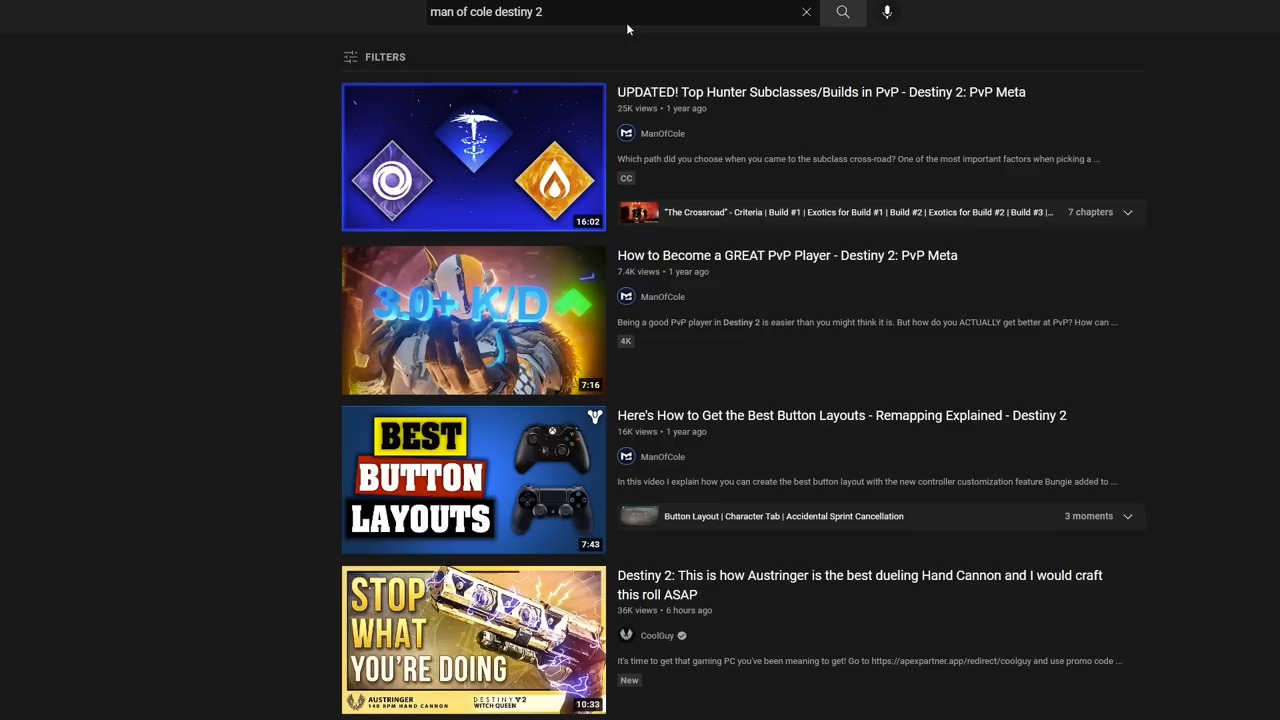 man of cole destiny 2
FILTERS
16:02
UPDATED! Top Hunter Subclasses/Builds in PvP - Destiny 2: PvP Meta
25K views • 1 year ago
ManOfCole
Which path did you choose when you came to the subclass cross-road? One of the most important factors when picking a ...
CC
"The Crossroad" - Criteria | Build #1 | Exotics for Build #1 | Build #2 | Exotics for Build #2 | Build #3 |...
7 chapters
3.0+ K/D
7:16
How to Become a GREAT PvP Player - Destiny 2: PvP Meta
7.4K views • 1 year ago
ManOfCole
Being a good PvP player in Destiny 2 is easier than you might think it is. But how do you ACTUALLY get better at PvP? How can ...
4K
BEST
BUTTON
LAYOUTS
7:43
Here's How to Get the Best Button Layouts - Remapping Explained - Destiny 2
16K views • 1 year ago
ManOfCole
In this video I explain how you can create the best button layout with the new controller customization feature Bungie added to ...
Button Layout | Character Tab | Accidental Sprint Cancellation
3 moments
STOP
WHAT
YOU'RE DOING
AUSTRINGER
140 RPM HAND CANNON
DESTINY 2
WITCH QUEEN
10:33
Destiny 2: This is how Austringer is the best dueling Hand Cannon and I would craft
this roll ASAP
36K views • 6 hours ago
CoolGuy
It's time to get that gaming PC you've been meaning to get! Go to https://apexpartner.app/redirect/coolguy and use promo code ...
New